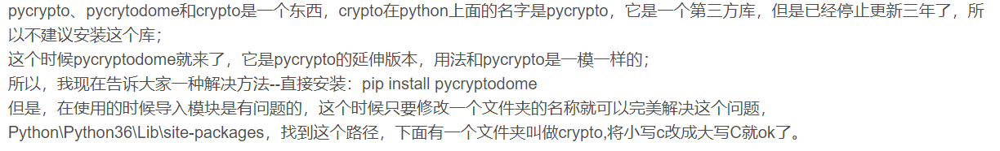 pycrypto、pycrytodome和crypto是一个东西，crypto在python上面的名字是pycrypto，它是一个第三方库，但是已经停止更新三年了，所
以不建议安装这个库；
这个时候pycryptodome就来了，它是pycrypto的延伸版本，用法和pycrypto是一模一样的；
所以，我现在告诉大家一种解决方法--直接安装：pip install pycryptodome
但是，在使用的时候导入模块是有问题的，这个时候只要修改一个文件夹的名称就可以完美解决这个问题，
Python\Python36\Lib\site-packages，找到这个路径，下面有一个文件夹叫做crypto,将小写c改成大写C就ok了。